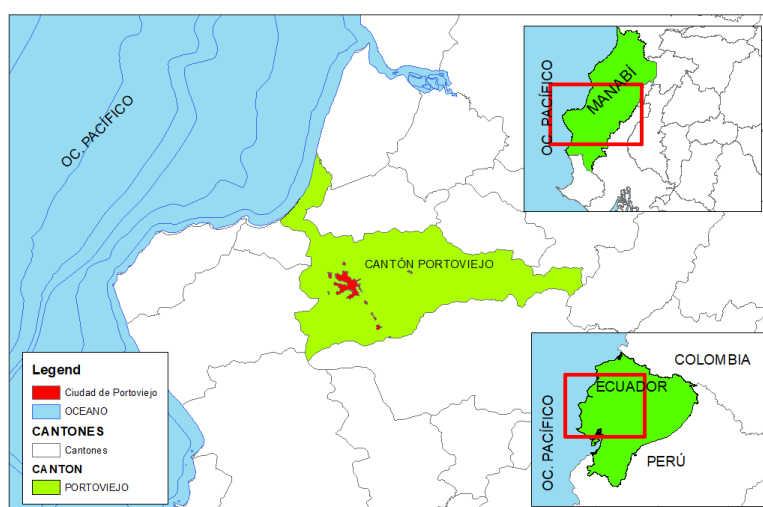 OC. PACÍFICO
OC. PACÍFICO
MANABÍ
CANTÓN PORTOVIEJO
Legend
Ciudad de Portoviejo
OCEANO
CANTONES
Cantones
CANTON
PORTOVIEJO
COLOMBIA
ECUADOR
OC. PACÍFICO
PERÚ